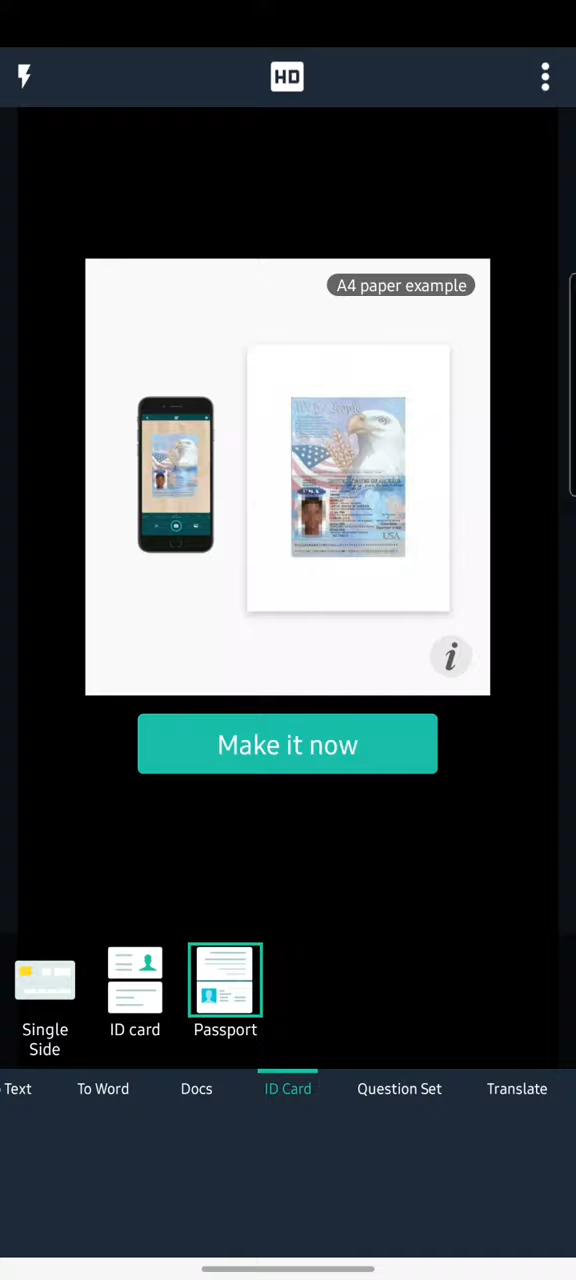 HD
A4 paper example
USA
i
Make it now
Single
Side
ID card
Passport
Text
To Word
Docs
ID Card
Question Set
Translate